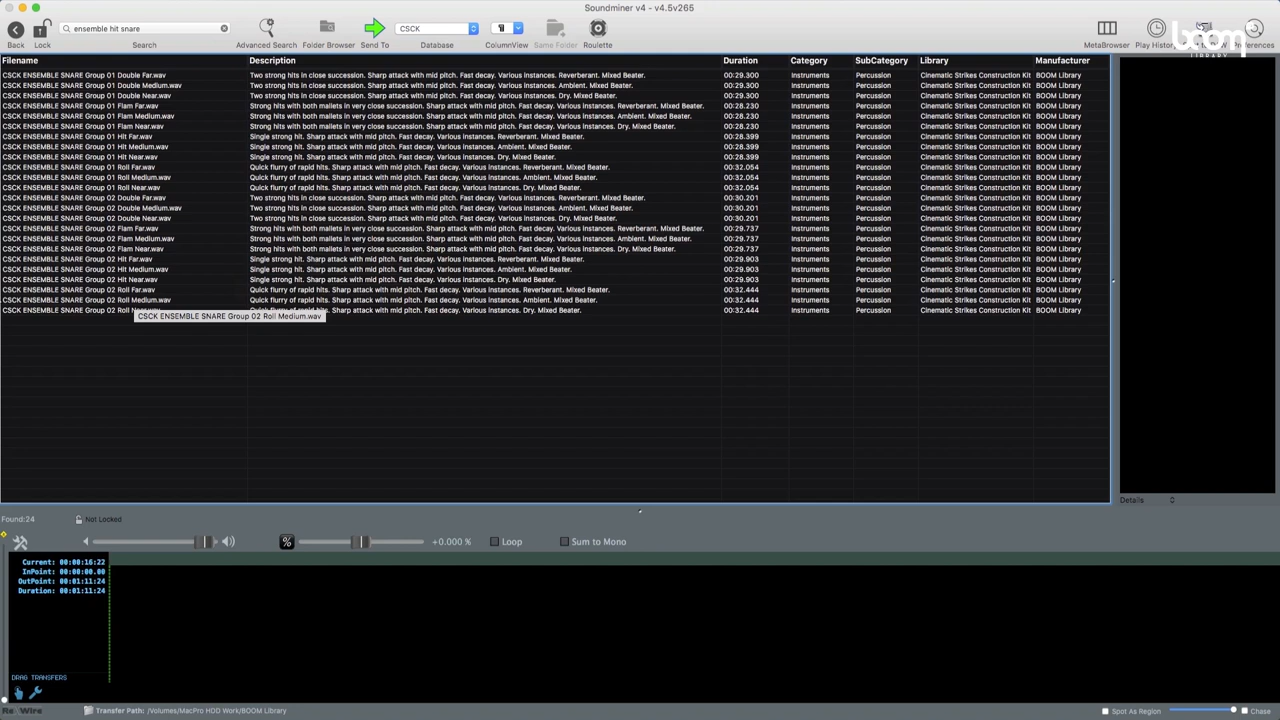 Soundminer v4 - v4.5v265
ensemble hit snare
CSCK
Back
Lock
Search
Advanced Search
Folder Browser
Send To
Database
ColumnView
Same Folder
Roulette
MetaBrowser
Play History
Preferences
boom
LIBRARY
Filename Description Duration Category SubCategory Library Manufacturer
CSCK ENSEMBLE SNARE Group 01 Double Far.wav Two strong hits in close succession. Sharp attack with mid pitch. Fast decay. Various Instances. Reverberant. Mixed Beater. 00:29.300 Instruments Percussion Cinematic Strikes Construction Kit BOOM Library
CSCK ENSEMBLE SNARE Group 01 Double Medium.wav Two strong hits in close succession. Sharp attack with mid pitch. Fast decay. Various Instances. Ambient. Mixed Beater. 00:29.300 Instruments Percussion Cinematic Strikes Construction Kit BOOM Library
CSCK ENSEMBLE SNARE Group 01 Double Near.wav Two strong hits in close succession. Sharp attack with mid pitch. Fast decay. Various Instances. Dry. Mixed Beater. 00:29.300 Instruments Percussion Cinematic Strikes Construction Kit BOOM Library
CSCK ENSEMBLE SNARE Group 01 Flam Far.wav Strong hits with both mallets in very close succession. Sharp attack with mid pitch. Fast decay. Various Instances. Reverberant. Mixed Beater. 00:28.230 Instruments Percussion Cinematic Strikes Construction Kit BOOM Library
CSCK ENSEMBLE SNARE Group 01 Flam Medium.wav Strong hits with both mallets in very close succession. Sharp attack with mid pitch. Fast decay. Various Instances. Ambient. Mixed Beater. 00:28.230 Instruments Percussion Cinematic Strikes Construction Kit BOOM Library
CSCK ENSEMBLE SNARE Group 01 Flam Near.wav Strong hits with both mallets in very close succession. Sharp attack with mid pitch. Fast decay. Various Instances. Dry. Mixed Beater. 00:28.230 Instruments Percussion Cinematic Strikes Construction Kit BOOM Library
CSCK ENSEMBLE SNARE Group 01 Hit Far.wav Single strong hit. Sharp attack with mid pitch. Fast decay. Various Instances. Reverberant. Mixed Beater. 00:28.399 Instruments Percussion Cinematic Strikes Construction Kit BOOM Library
CSCK ENSEMBLE SNARE Group 01 Hit Medium.wav Single strong hit. Sharp attack with mid pitch. Fast decay. Various Instances. Ambient. Mixed Beater. 00:28.399 Instruments Percussion Cinematic Strikes Construction Kit BOOM Library
CSCK ENSEMBLE SNARE Group 01 Hit Near.wav Single strong hit. Sharp attack with mid pitch. Fast decay. Various Instances. Dry. Mixed Beater. 00:28.399 Instruments Percussion Cinematic Strikes Construction Kit BOOM Library
CSCK ENSEMBLE SNARE Group 01 Roll Far.wav Quick flurry of rapid hits. Sharp attack with mid pitch. Fast decay. Various Instances. Reverberant. Mixed Beater. 00:32.054 Instruments Percussion Cinematic Strikes Construction Kit BOOM Library
CSCK ENSEMBLE SNARE Group 01 Roll Medium.wav Quick flurry of rapid hits. Sharp attack with mid pitch. Fast decay. Various Instances. Ambient. Mixed Beater. 00:32.054 Instruments Percussion Cinematic Strikes Construction Kit BOOM Library
CSCK ENSEMBLE SNARE Group 01 Roll Near.wav Quick flurry of rapid hits. Sharp attack with mid pitch. Fast decay. Various Instances. Dry. Mixed Beater. 00:32.054 Instruments Percussion Cinematic Strikes Construction Kit BOOM Library
CSCK ENSEMBLE SNARE Group 02 Double Far.wav Two strong hits in close succession. Sharp attack with mid pitch. Fast decay. Various Instances. Reverberant. Mixed Beater. 00:30.201 Instruments Percussion Cinematic Strikes Construction Kit BOOM Library
CSCK ENSEMBLE SNARE Group 02 Double Medium.wav Two strong hits in close succession. Sharp attack with mid pitch. Fast decay. Various Instances. Ambient. Mixed Beater. 00:30.201 Instruments Percussion Cinematic Strikes Construction Kit BOOM Library
CSCK ENSEMBLE SNARE Group 02 Double Near.wav Two strong hits in close succession. Sharp attack with mid pitch. Fast decay. Various Instances. Dry. Mixed Beater. 00:30.201 Instruments Percussion Cinematic Strikes Construction Kit BOOM Library
CSCK ENSEMBLE SNARE Group 02 Flam Far.wav Strong hits with both mallets in very close succession. Sharp attack with mid pitch. Fast decay. Various Instances. Reverberant. Mixed Beater. 00:29.737 Instruments Percussion Cinematic Strikes Construction Kit BOOM Library
CSCK ENSEMBLE SNARE Group 02 Flam Medium.wav Strong hits with both mallets in very close succession. Sharp attack with mid pitch. Fast decay. Various Instances. Ambient. Mixed Beater. 00:29.737 Instruments Percussion Cinematic Strikes Construction Kit BOOM Library
CSCK ENSEMBLE SNARE Group 02 Flam Near.wav Strong hits with both mallets in very close succession. Sharp attack with mid pitch. Fast decay. Various Instances. Dry. Mixed Beater. 00:29.737 Instruments Percussion Cinematic Strikes Construction Kit BOOM Library
CSCK ENSEMBLE SNARE Group 02 Hit Far.wav Single strong hit. Sharp attack with mid pitch. Fast decay. Various Instances. Reverberant. Mixed Beater. 00:29.903 Instruments Percussion Cinematic Strikes Construction Kit BOOM Library
CSCK ENSEMBLE SNARE Group 02 Hit Medium.wav Single strong hit. Sharp attack with mid pitch. Fast decay. Various Instances. Ambient. Mixed Beater. 00:29.903 Instruments Percussion Cinematic Strikes Construction Kit BOOM Library
CSCK ENSEMBLE SNARE Group 02 Hit Near.wav Single strong hit. Sharp attack with mid pitch. Fast decay. Various Instances. Dry. Mixed Beater. 00:29.903 Instruments Percussion Cinematic Strikes Construction Kit BOOM Library
CSCK ENSEMBLE SNARE Group 02 Roll Far.wav Quick flurry of rapid hits. Sharp attack with mid pitch. Fast decay. Various Instances. Reverberant. Mixed Beater. 00:32.444 Instruments Percussion Cinematic Strikes Construction Kit BOOM Library
CSCK ENSEMBLE SNARE Group 02 Roll Medium.wav Quick flurry of rapid hits. Sharp attack with mid pitch. Fast decay. Various Instances. Ambient. Mixed Beater. 00:32.444 Instruments Percussion Cinematic Strikes Construction Kit BOOM Library
CSCK ENSEMBLE SNARE Group 02 Roll Sharp attack with mid pitch. Fast decay. Various Instances. Dry. Mixed Beater. 00:32.444 Instruments Percussion Cinematic Strikes Construction Kit BOOM Library
CSCK ENSEMBLE SNARE Group 02 Roll Medium.wav
Details
Found:24 Not Locked
% +0.000 % Loop Sum to Mono
Current: 00:00:16:22
InPoint: 00:00:00.00
OutPoint: 00:01:11:24
Duration: 00:01:11:24
DRAG TRANSFERS
Re Wire Transfer Path: /Volumes/MacPro HDD Work/BOOM Library Spot As Region Chase